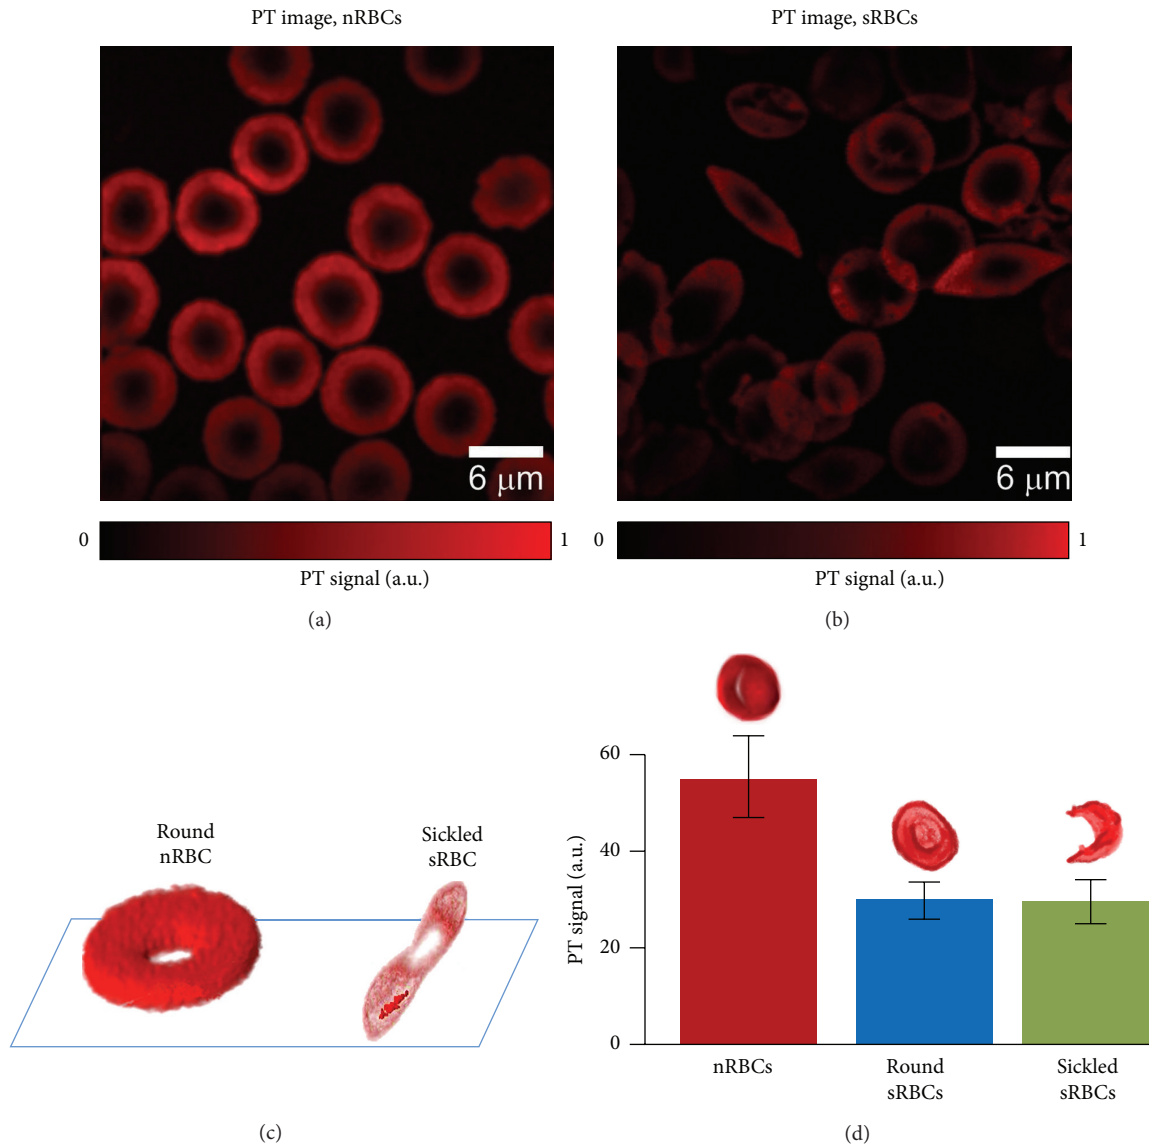 PT image, nRBCs
PT image, sRBCs
6 μm
6 μm
0
1
PT signal (a.u.)
0
1
PT signal (a.u.)
(a)
(b)
Round
nRBC
Sickled
sRBC
(c)
PT signal (a.u.)
60
40
20
0
nRBCs
Round
sRBCs
Sickled
sRBCs
(d)